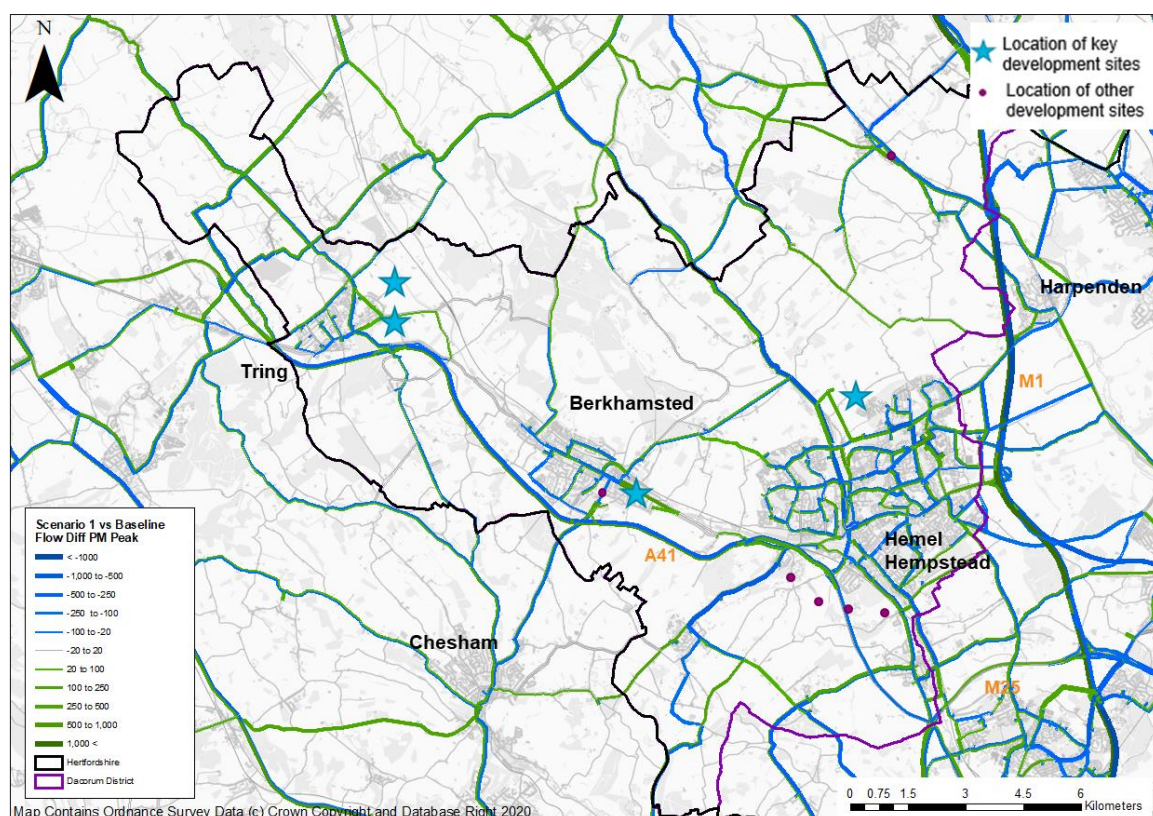 N
Location of key
development sites
Location of other
development sites
Harpenden
M1
Tring
Berkhamsted
A41
Hemel
Hempstead
Chesham
M25
Scenario 1 vs Baseline
Flow Diff PM Peak
< -1000
-1,000 to -500
-500 to -250
-250 to -100
-100 to -20
-20 to 20
20 to 100
100 to 250
250 to 500
500 to 1,000
1,000 <
Hertfordshire
Dacorum District
0 0.75 1.5 3 4.5 6
Kilometers
Map Contains Ordnance Survey Data (c) Crown Copyright and Database Right 2020